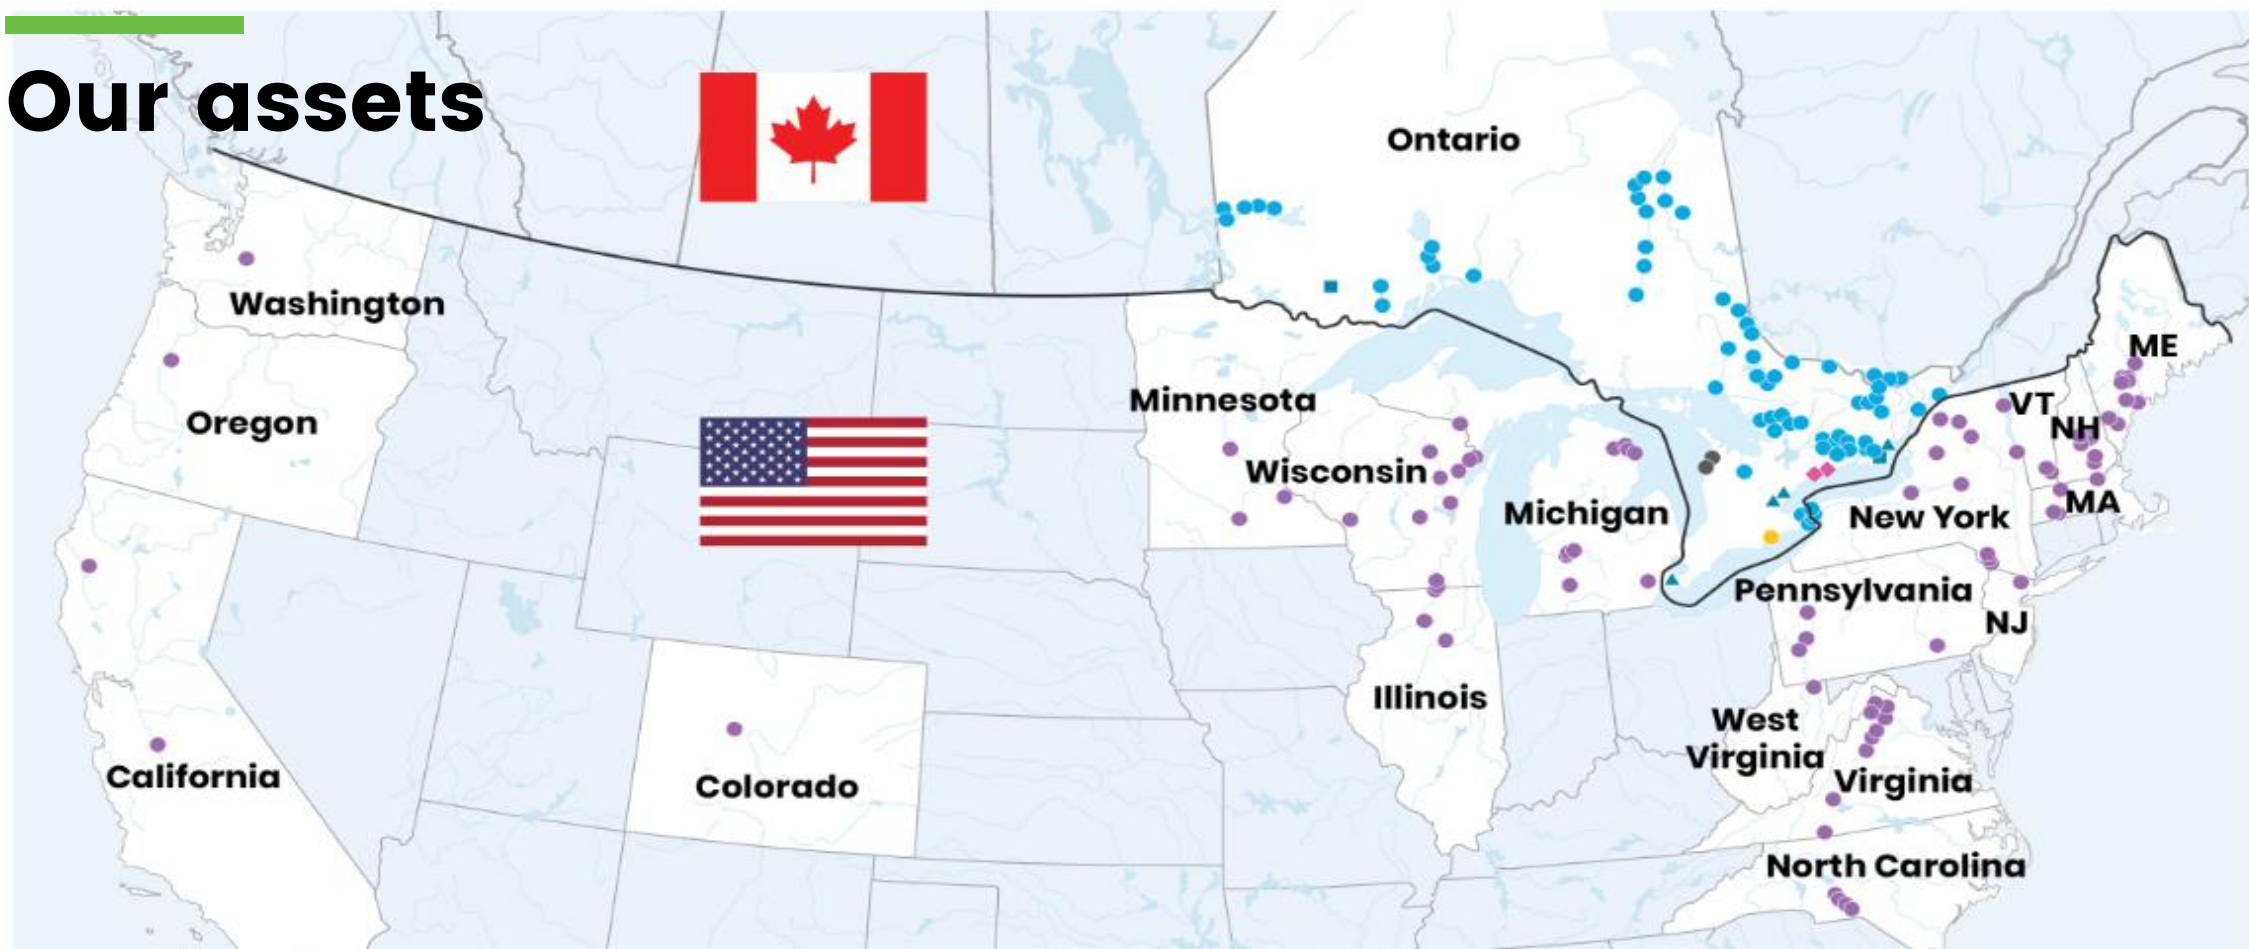 Our assets
Ontario
Washington
ME
Minnesota
VT
Oregon
NH
Wisconsin
MA
Michigan
New York
Pennsylvania
NJ
Illinois
West
Virginia
California
Virginia
Colorado
North Carolina